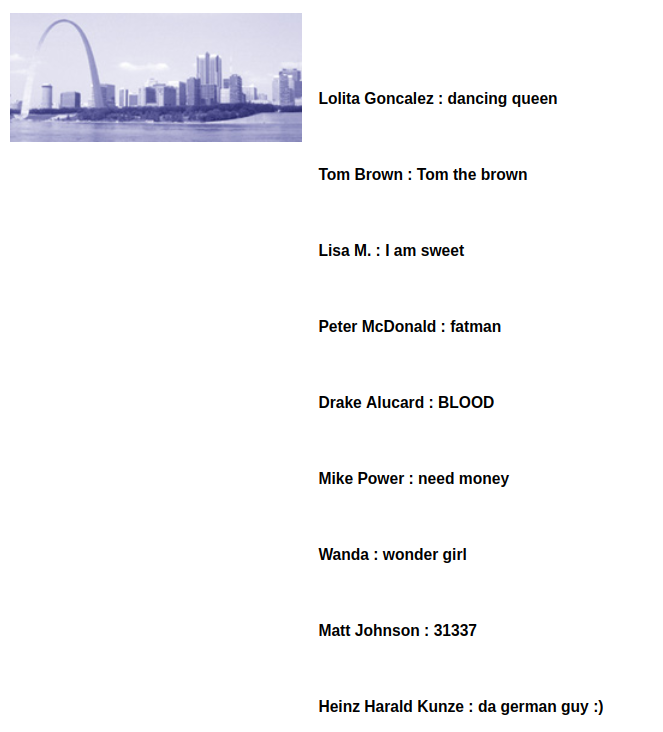 Lolita Goncalez : dancing queen
Tom Brown : Tom the brown
Lisa M. : I am sweet
Peter McDonald : fatman
Drake Alucard : BLOOD
Mike Power : need money
Wanda : wonder girl
Matt Johnson : 31337
Heinz Harald Kunze : da german guy :)